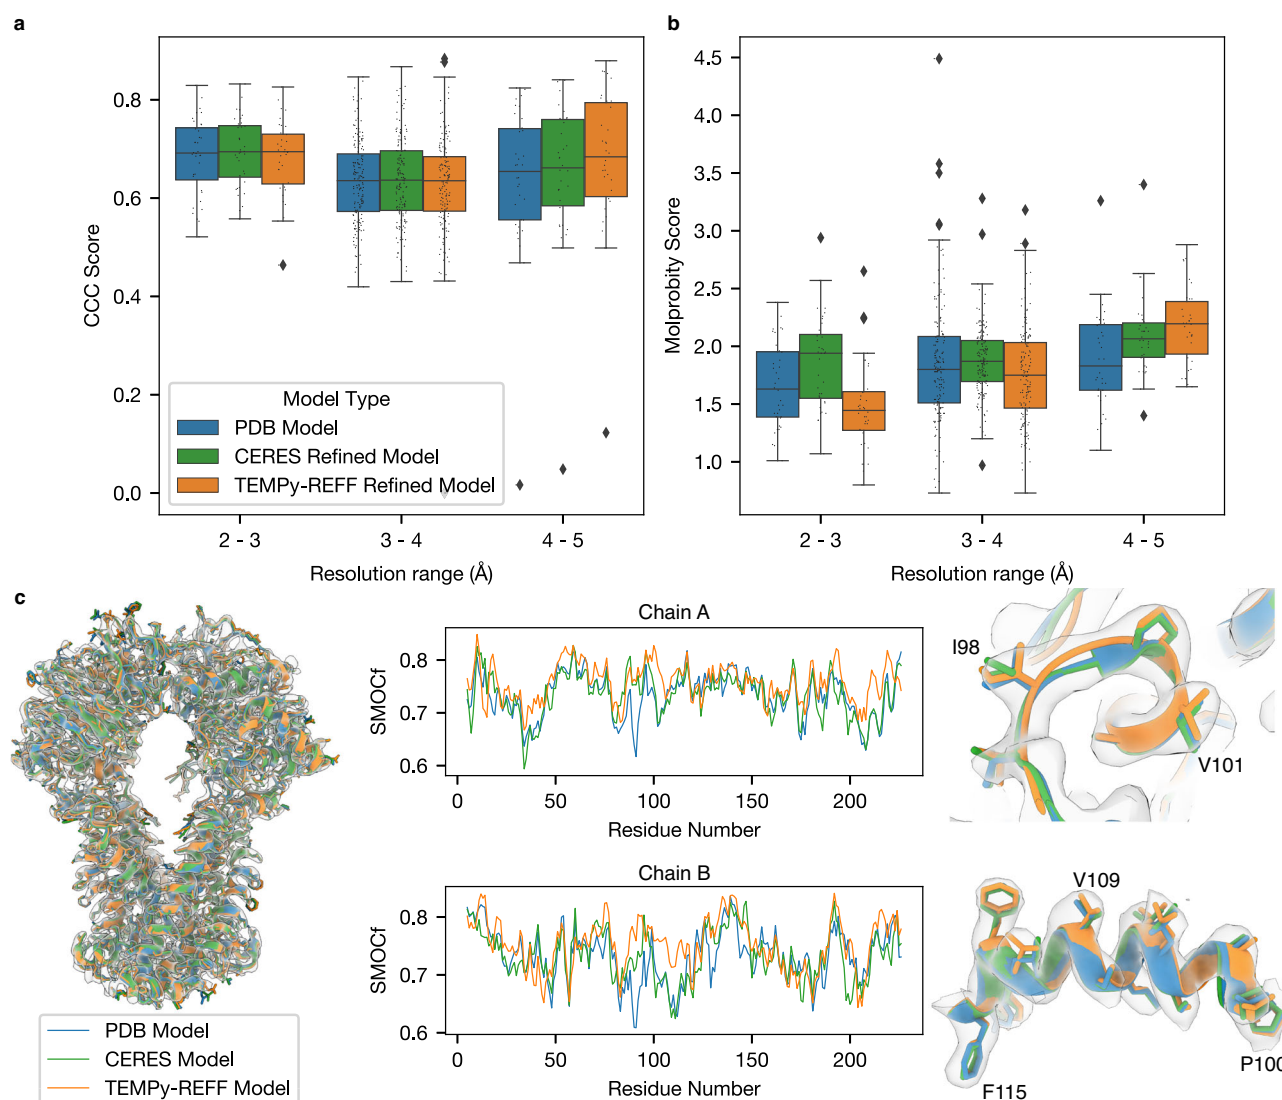 a
CCC Score
0.8
0.6
0.4
0.2
0.0
Model Type
PDB Model
CERES Refined Model
TEMPy-REFF Refined Model
2 - 3
3 - 4
4 - 5
Resolution range (Å)
b
Molprobity Score
4.5
4.0
3.5
3.0
2.5
2.0
1.5
1.0
2 - 3
3 - 4
4 - 5
Resolution range (Å)
c
PDB Model
CERES Model
TEMPy-REFF Model
Chain A
SMOCf
0.8
0.7
0.6
0
50
100
150
200
Residue Number
I98
V101
Chain B
SMOCf
0.8
0.7
0.6
0
50
100
150
200
Residue Number
V109
P100
F115